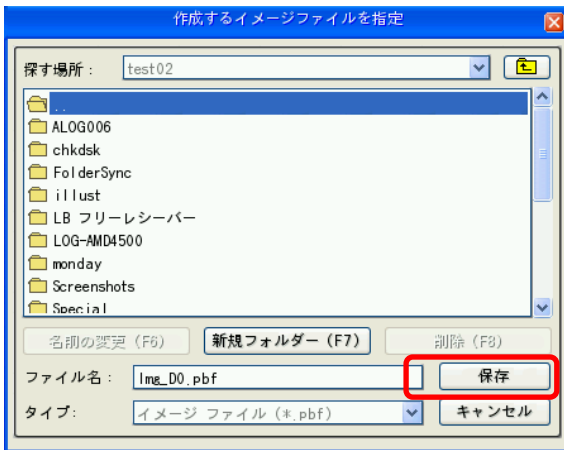 作成するイメージファイルを指定
探す場所： test02
..
ALOG006
chkdsk
FolderSync
illust
LB フリーレシーバー
LOG-AMD4500
monday
Screenshots
Special
名前の変更 (F6) 新規フォルダー (F7) 削除 (F8)
ファイル名： Img_D0.pbf 保存
タイプ: イメージ ファイル (*.pbf) キャンセル